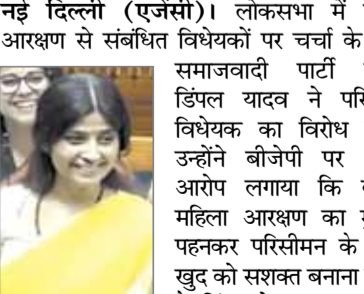 नई दिल्ली (एजेंसी)। लोकसभा में
आरक्षण से संबंधित विधेयकों पर चर्चा के
समाजवादी पार्टी
डिंपल यादव ने
विधेयक का विरोध
उन्होंने बीजेपी पर
आरोप लगाया कि
महिला आरक्षण का
पहनकर परिसीमन के
खुद को सशक्त बनाना